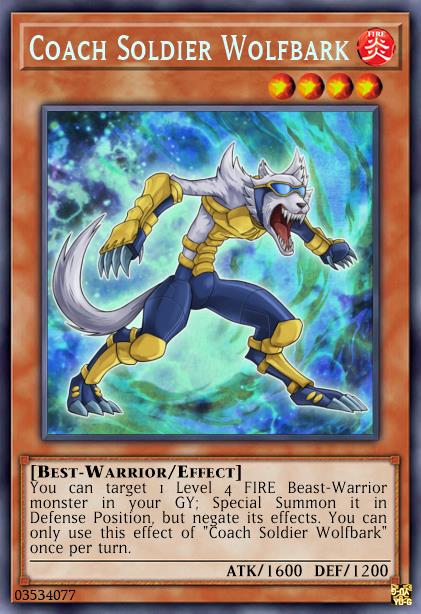 COACH SOLDIER WOLFBARK
FIRE
炎
[BEST-WARRIOR/EFFECT]
You can target 1 Level 4 FIRE Beast-Warrior
monster in your GY; Special Summon it in
Defense Position, but negate its effects. You can
only use this effect of "Coach Soldier Wolfbark"
once per turn.
ATK/1600 DEF/1200
03534077